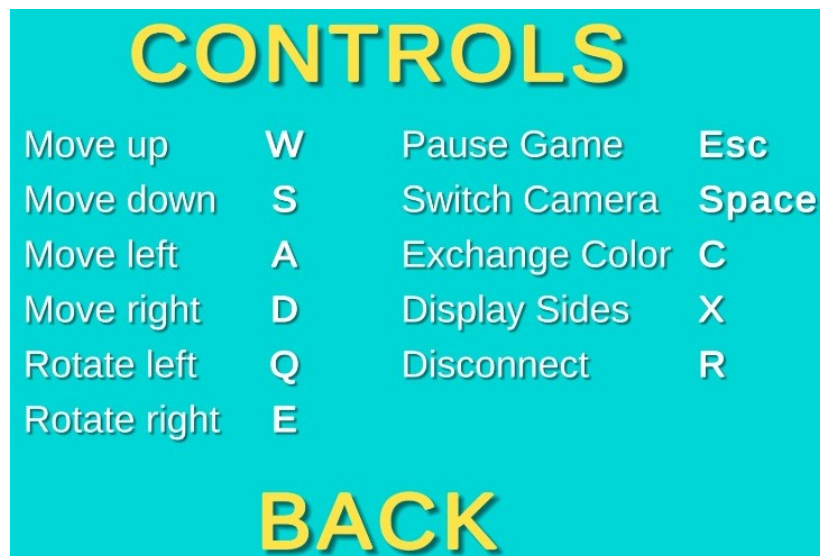 CONTROLS
Move up W Pause Game Esc
Move down S Switch Camera Space
Move left A Exchange Color C
Move right D Display Sides X
Rotate left Q Disconnect R
Rotate right E
BACK